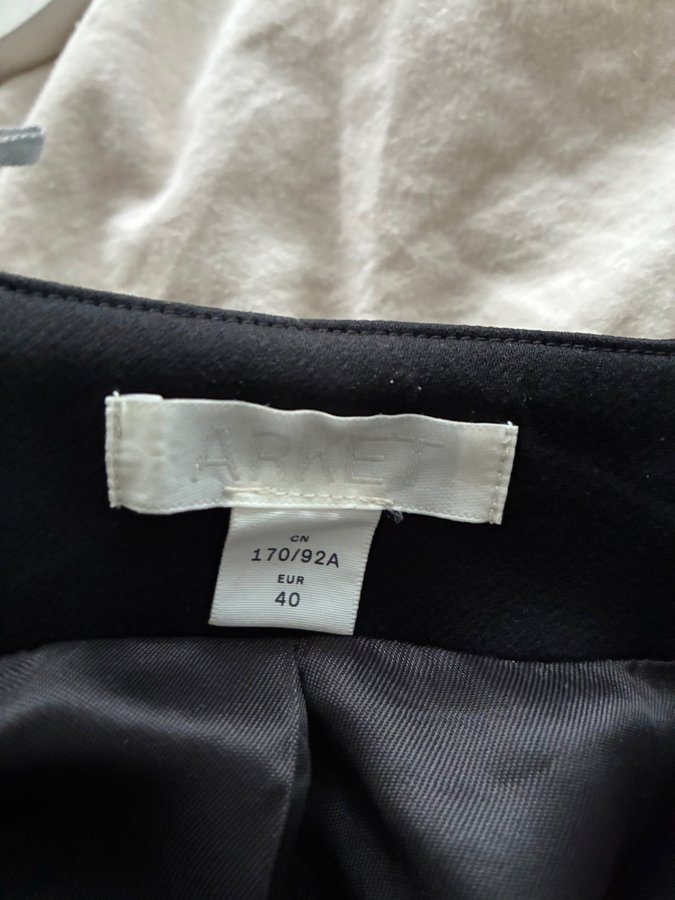 ARKET
CN
170/92A
EUR
40